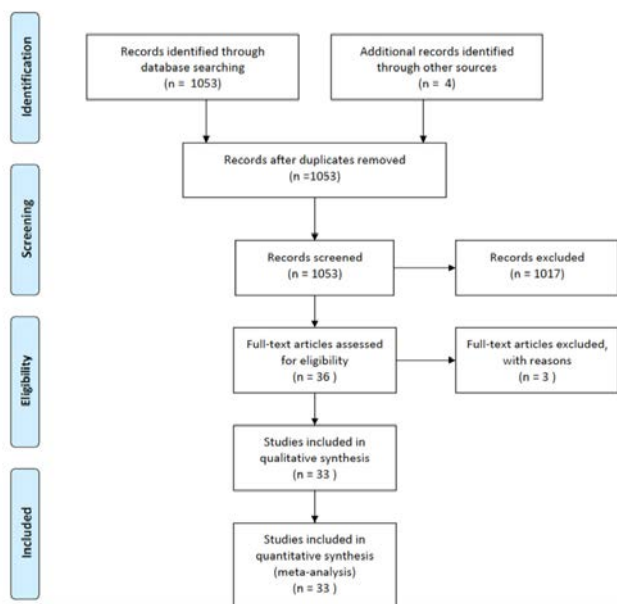 Identification
Records identified through
database searching
(n = 1053)
Additional records identified
through other sources
(n = 4)
Records after duplicates removed
(n =1053)
Screening
Records screened
(n = 1053)
Records excluded
(n = 1017)
Eligibility
Full-text articles assessed
for eligibility
(n = 36 )
Full-text articles excluded,
with reasons
(n = 3 )
Studies included in
qualitative synthesis
(n = 33 )
Included
Studies included in
quantitative synthesis
(meta-analysis)
(n = 33 )